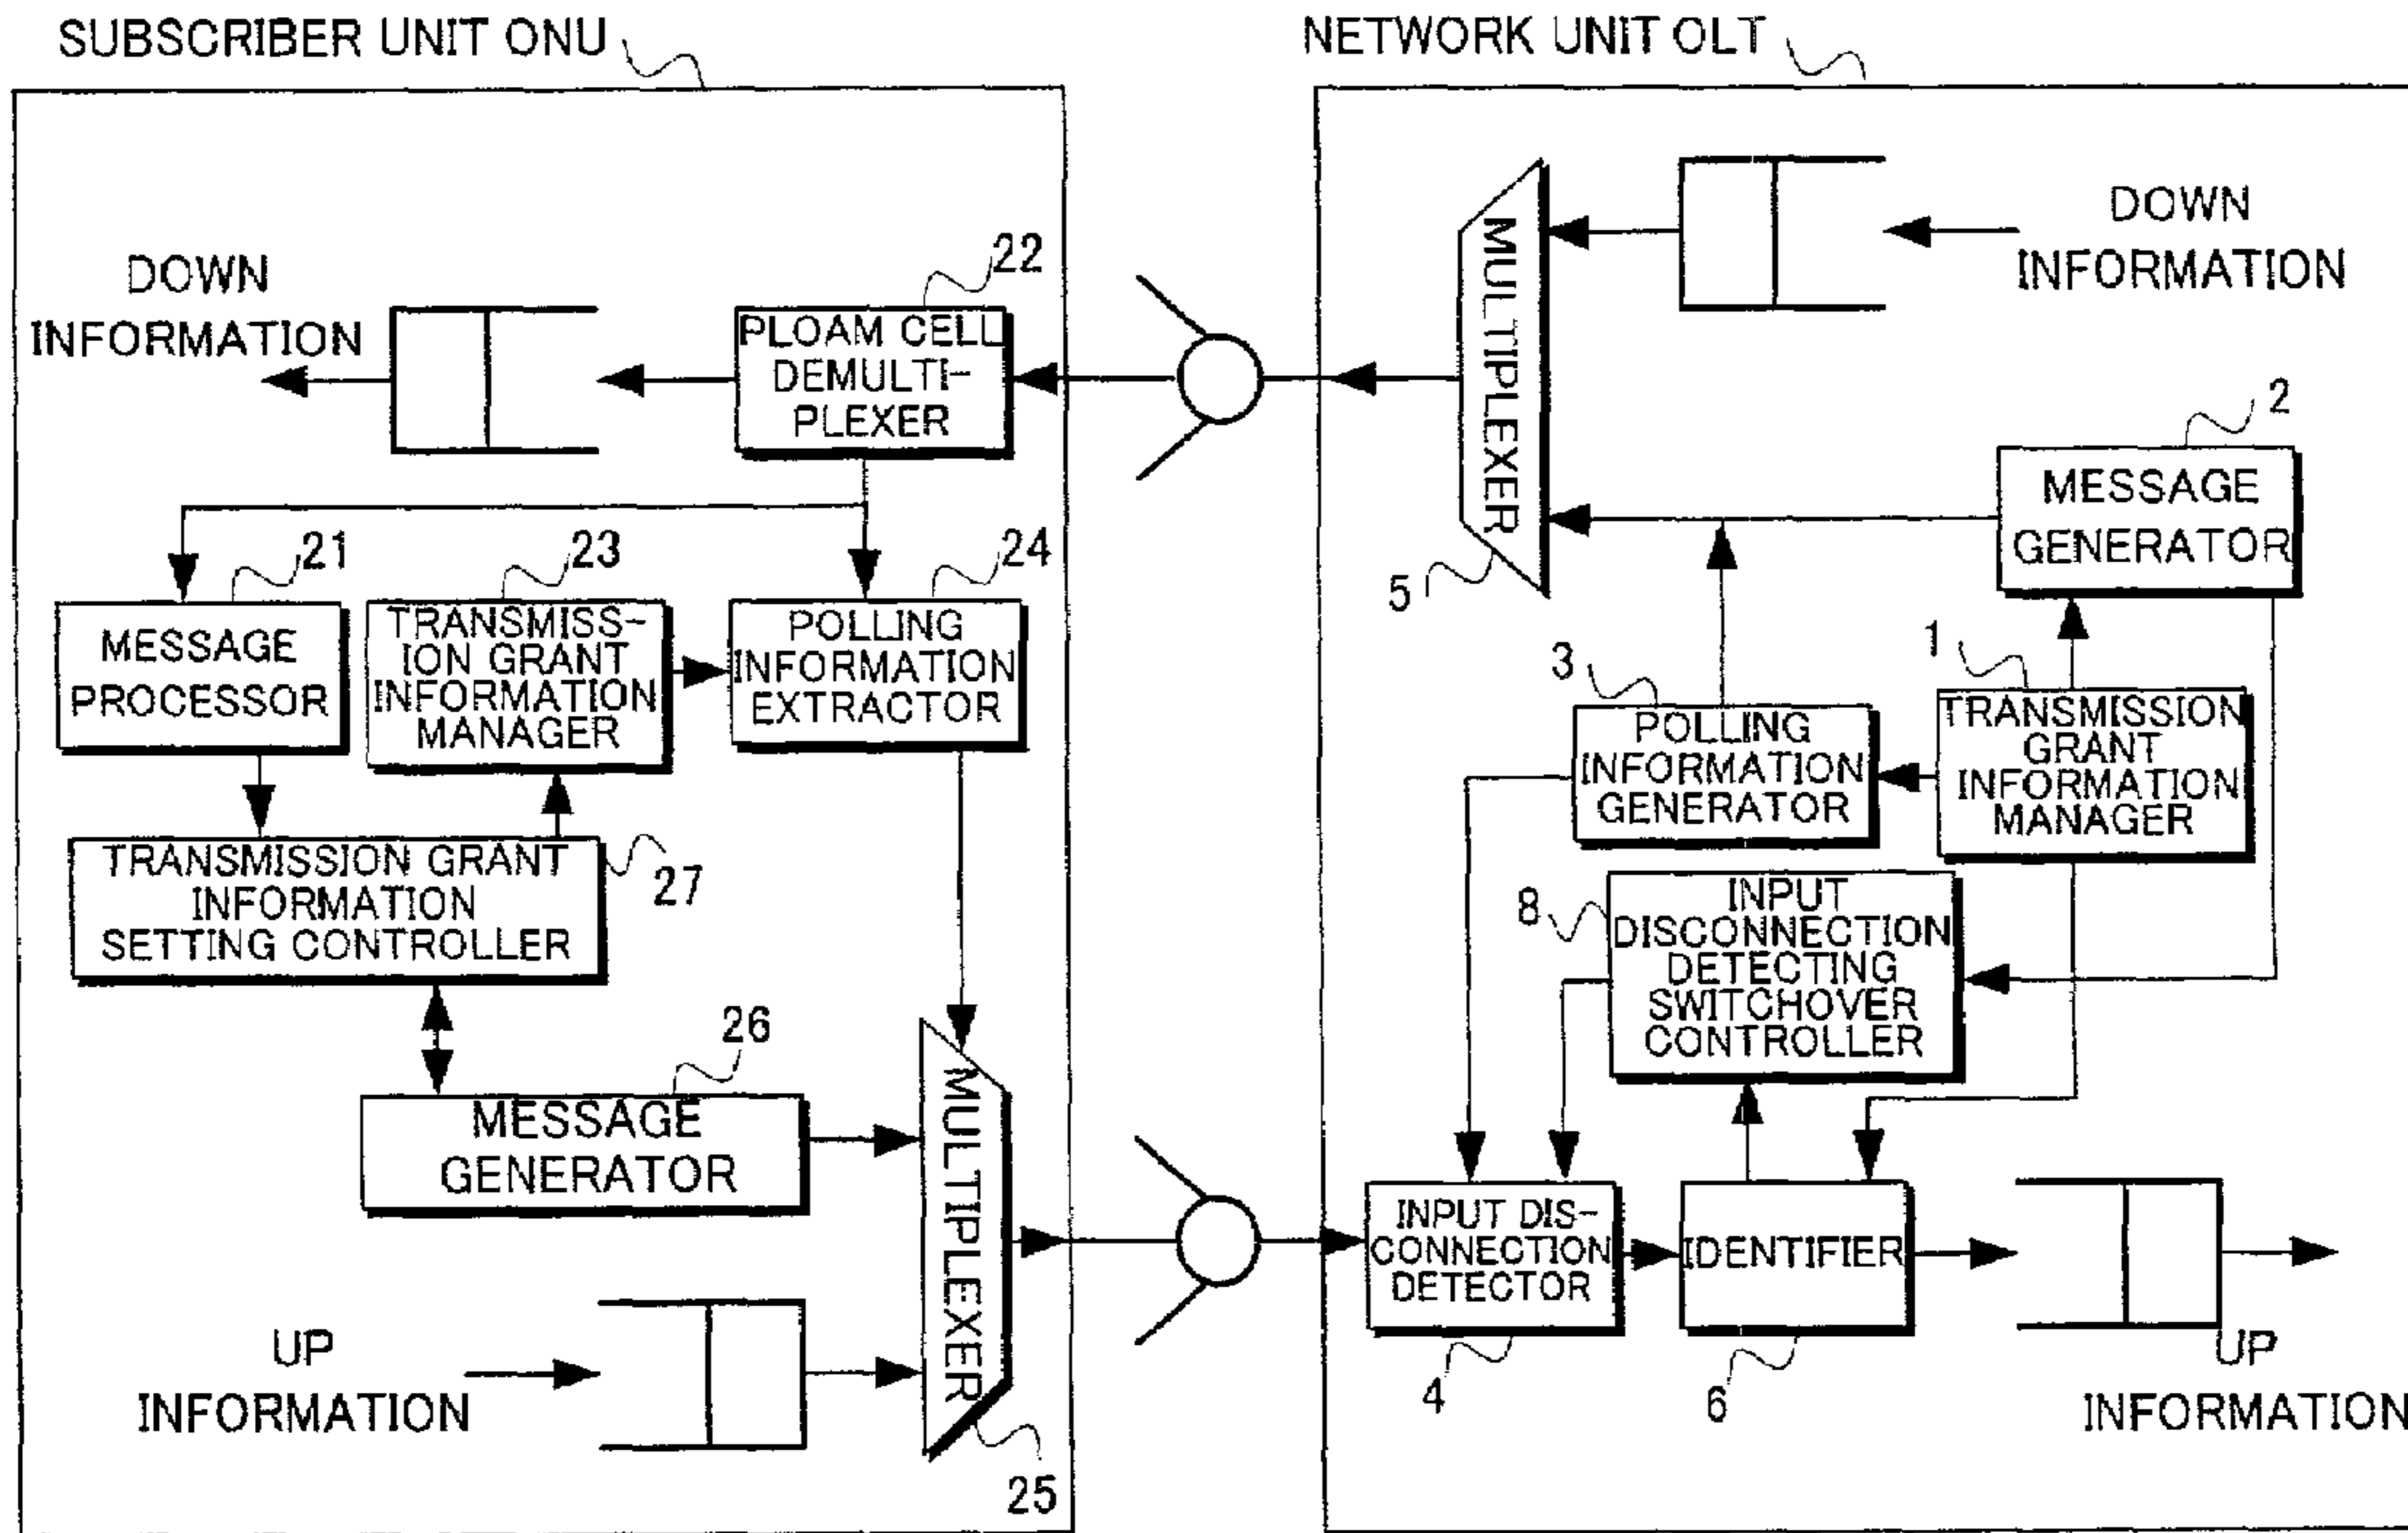 SUBSCRIBER UNIT ONU
NETWORK UNIT OLT
DOWN
INFORMATION
22
PLOAM CELL
DEMULTI-
PLEXER
21
MESSAGE
PROCESSOR
23
TRANSMISS-
ION GRANT
INFORMATION
MANAGER
24
POLLING
INFORMATION
EXTRACTOR
TRANSMISSION GRANT
INFORMATION
SETTING CONTROLLER
27
26
MESSAGE
GENERATOR
MULTIPLEXER
25
UP
INFORMATION
MULTIPLEXER
5
DOWN
INFORMATION
2
MESSAGE
GENERATOR
3
POLLING
INFORMATION
GENERATOR
1
TRANSMISSION
GRANT
INFORMATION
MANAGER
8
INPUT
DISCONNECTION
DETECTING
SWITCHOVER
CONTROLLER
INPUT DIS-
CONNECTION
DETECTOR
4
IDENTIFIER
6
UP
INFORMATION